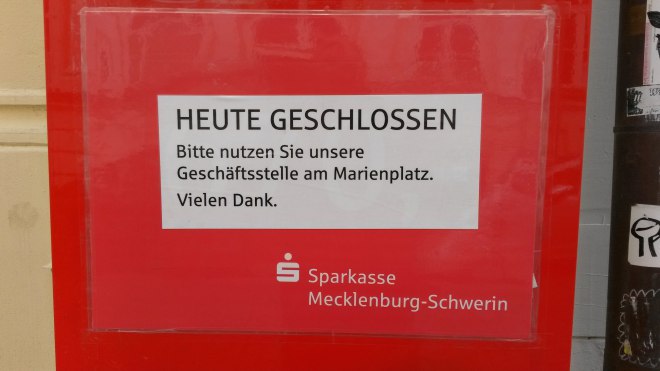 HEUTE GESCHLOSSEN
Bitte nutzen Sie unsere
Geschäftsstelle am Marienplatz.
Vielen Dank.
Sparkasse
Mecklenburg-Schwerin